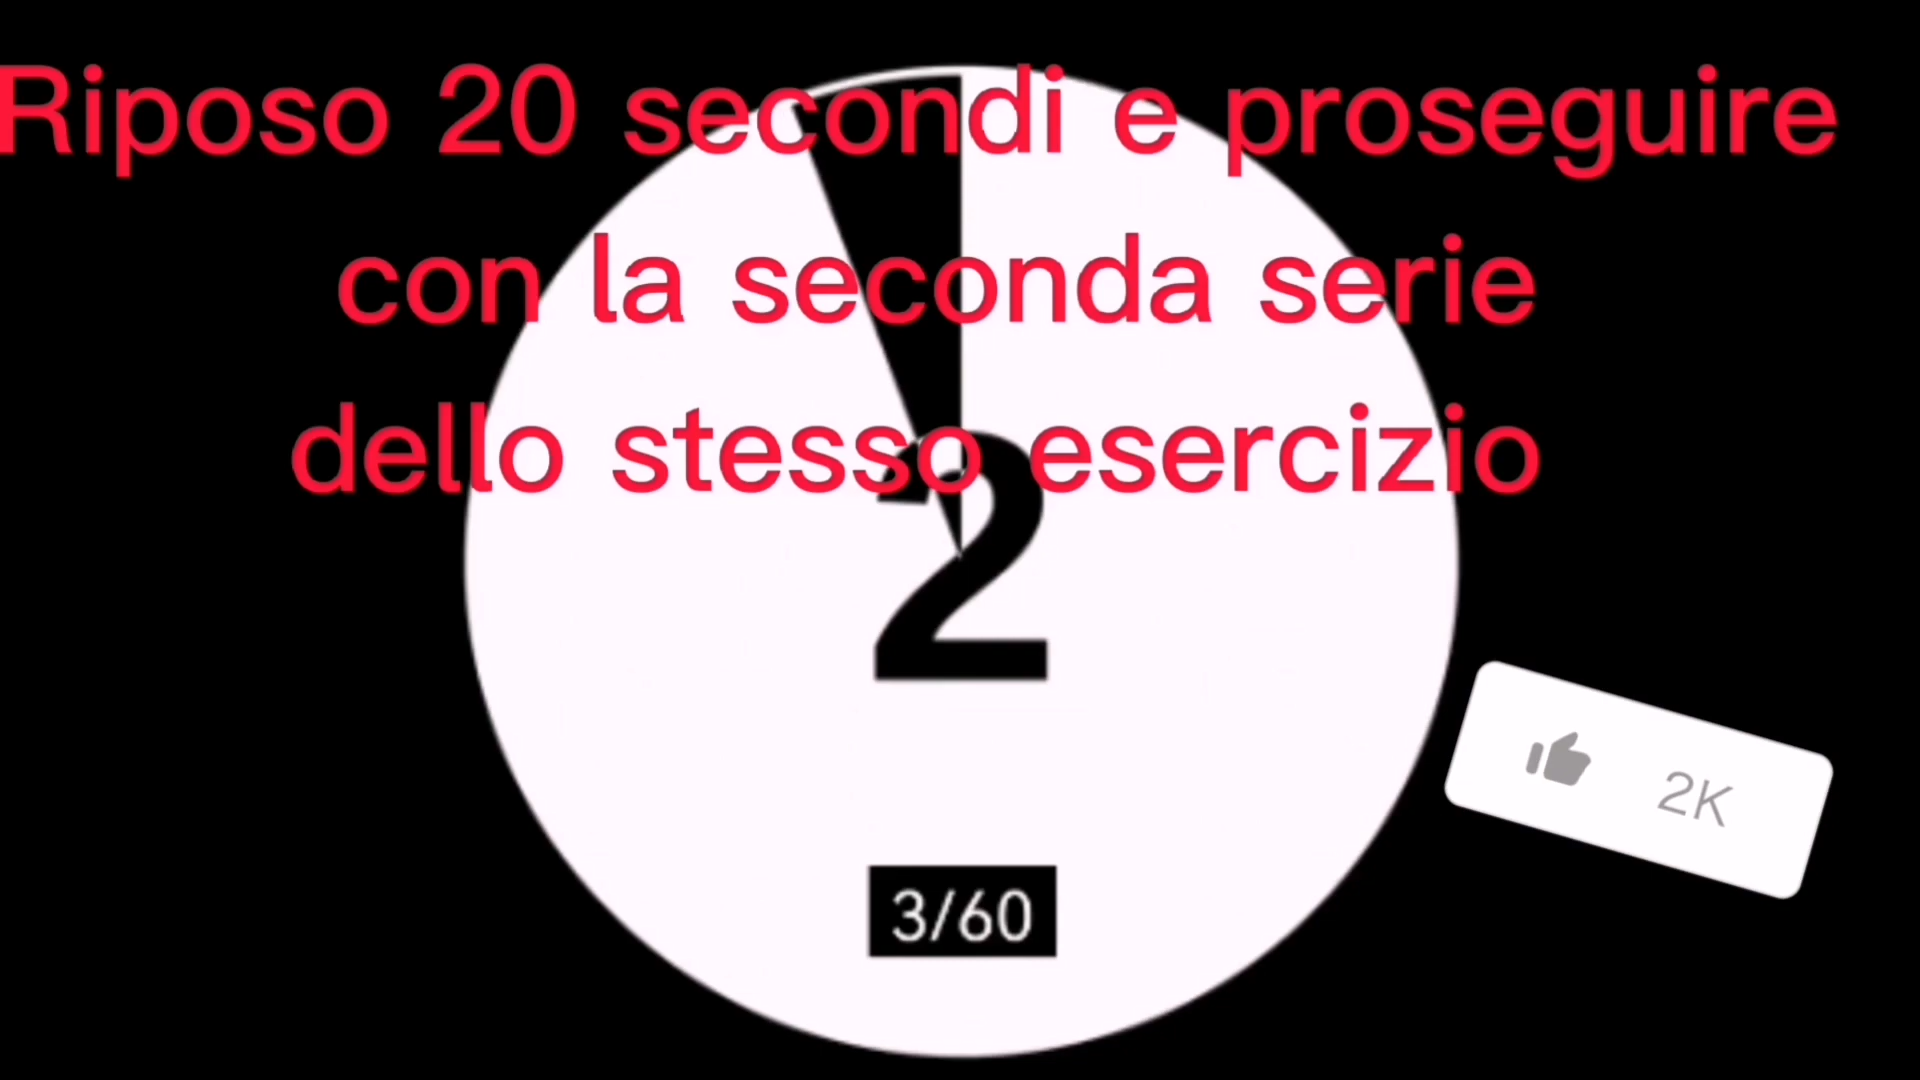 Riposo 20 secondi e proseguire
con la seconda serie
dello stesso esercizio
2
2K
3/60